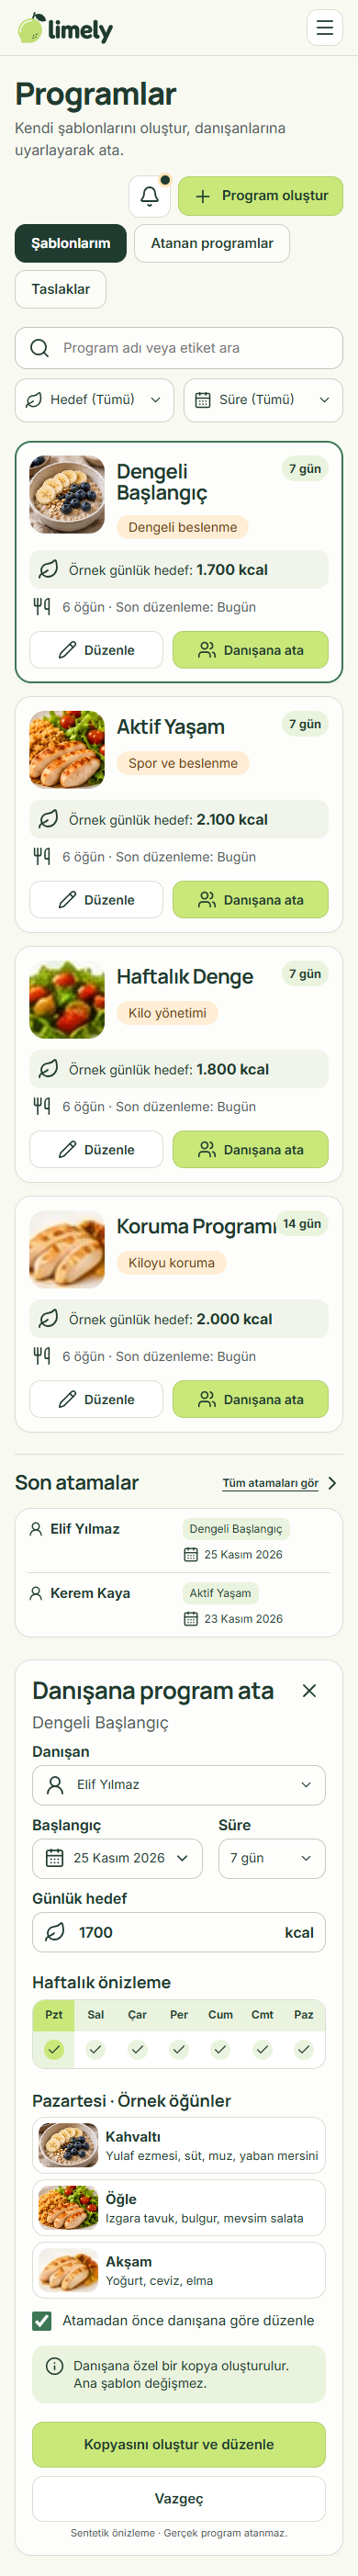 limely
Programlar
Kendi şablonlarını oluştur, danışanlarına
uyarlayarak ata.
Program oluştur
Şablonlarım
Atanan programlar
Taslaklar
Program adı veya etiket ara
Hedef (Tümü)
Süre (Tümü)
Dengeli
Başlangıç
7 gün
Dengeli beslenme
Örnek günlük hedef: 1.700 kcal
6 öğün · Son düzenleme: Bugün
Düzenle
Danışana ata
Aktif Yaşam
7 gün
Spor ve beslenme
Örnek günlük hedef: 2.100 kcal
6 öğün · Son düzenleme: Bugün
Düzenle
Danışana ata
Haftalık Denge
7 gün
Kilo yönetimi
Örnek günlük hedef: 1.800 kcal
6 öğün · Son düzenleme: Bugün
Düzenle
Danışana ata
Koruma Programı
14 gün
Kiloyu koruma
Örnek günlük hedef: 2.000 kcal
6 öğün · Son düzenleme: Bugün
Düzenle
Danışana ata
Son atamalar
Tüm atamaları gör
Elif Yılmaz
Dengeli Başlangıç
25 Kasım 2026
Kerem Kaya
Aktif Yaşam
23 Kasım 2026
Danışana program ata
Dengeli Başlangıç
Danışan
Elif Yılmaz
Başlangıç
Süre
25 Kasım 2026
7 gün
Günlük hedef
1700 kcal
Haftalık önizleme
Pzt Sal Çar Per Cum Cmt Paz
Pazartesi · Örnek öğünler
Kahvaltı
Yulaf ezmesi, süt, muz, yaban mersini
Öğle
Izgara tavuk, bulgur, mevsim salata
Akşam
Yoğurt, ceviz, elma
Atamadan önce danışana göre düzenle
Danışana özel bir kopya oluşturulur.
Ana şablon değişmez.
Kopyasını oluştur ve düzenle
Vazgeç
Sentetik önizleme · Gerçek program atanmaz.